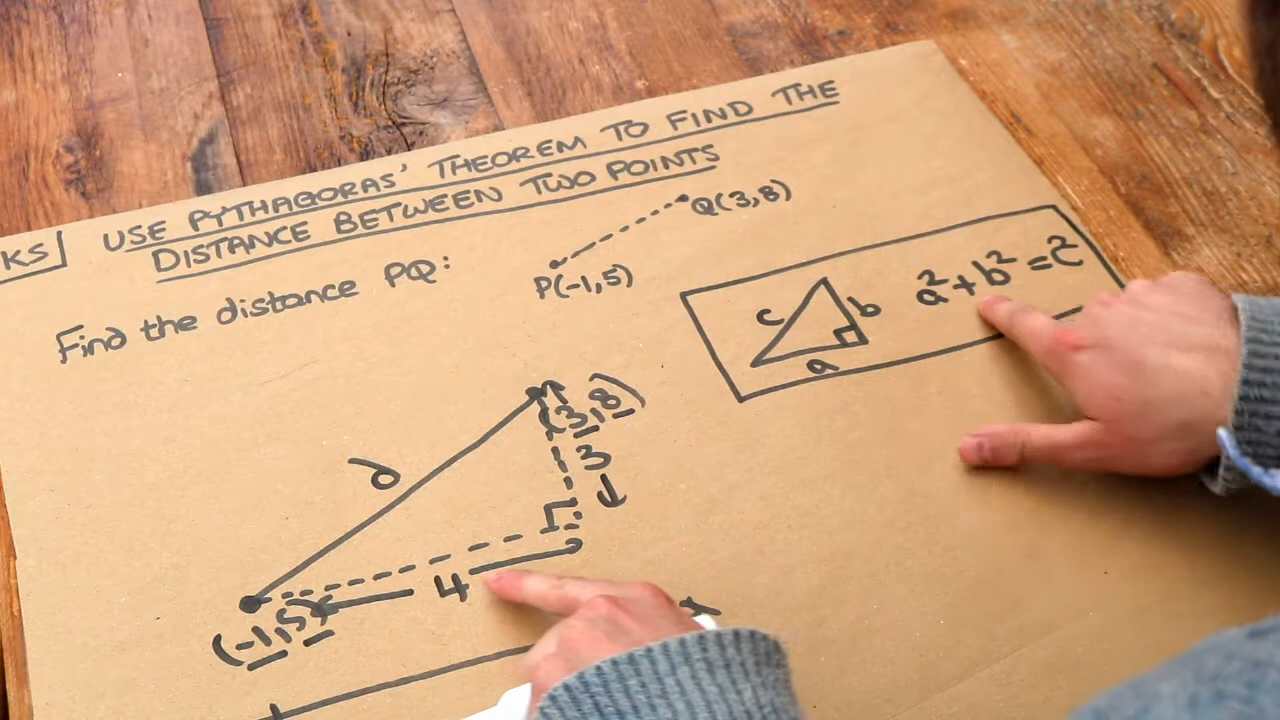 KS
USE PYTHAGORAS' THEOREM TO FIND THE
DISTANCE BETWEEN TWO POINTS
Find the distance PQ:
Q(3,8)
P(-1,5)
c
b
a
a²+b²=c²
d
(3,8)
3
4
(-1,5)